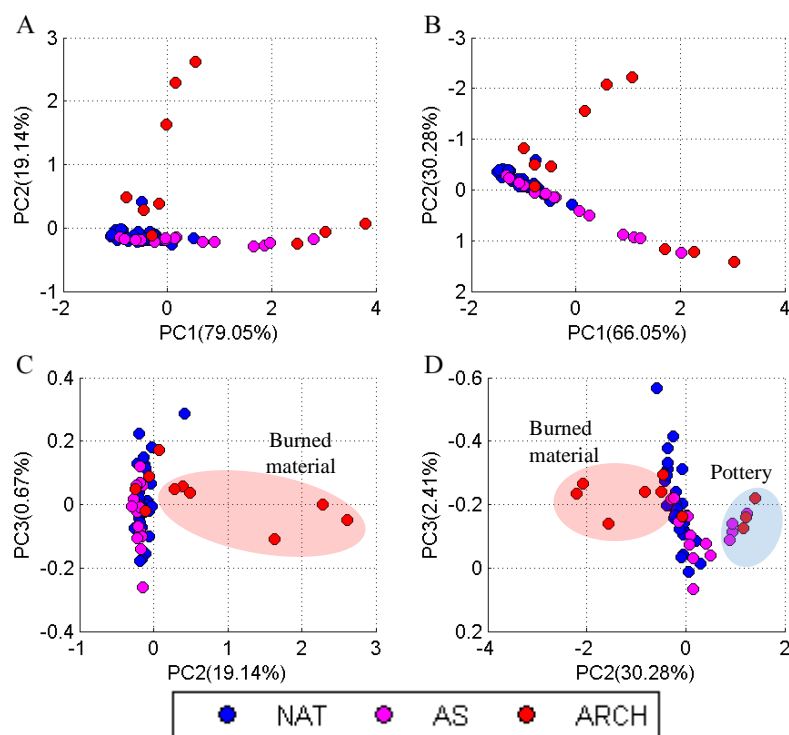 A
3
2
1
0
-1
-2
0
2
4
PC2(19.14%)
PC1(79.05%)
B
-3
-2
-1
0
1
2
-2
0
2
4
PC2(30.28%)
PC1(66.05%)
C
0.4
0.2
0
-0.2
-0.4
-1
0
1
2
3
PC3(0.67%)
PC2(19.14%)
Burned
material
D
-0.6
-0.4
-0.2
0
0.2
-4
-2
0
2
PC3(2.41%)
PC2(30.28%)
Burned
material
Pottery
NAT AS ARCH